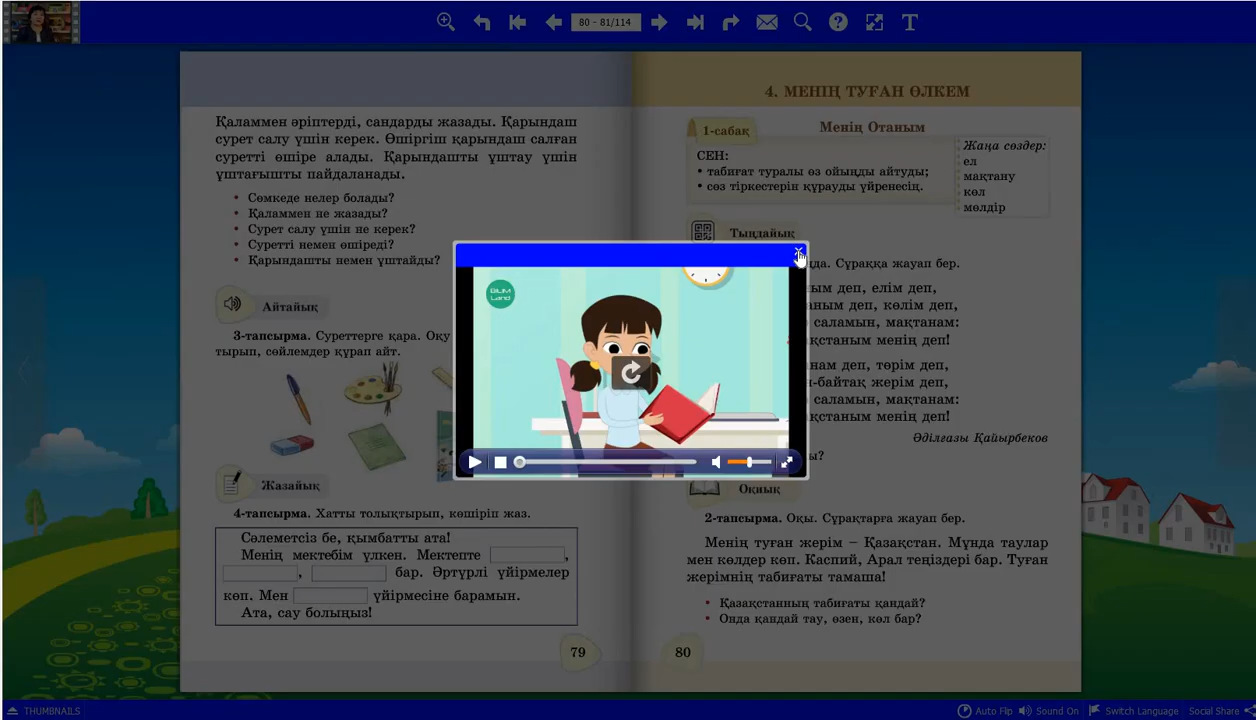 80 - 81/114
Қаламмен әріптерді, сандарды жазады. Қарындаш
сурет салу үшін керек. Өшіргіш қарындаш салған
суретті өшіре алады. Қарындашты ұштау үшін
ұштағышты пайдаланады.
• Сөмкеде нелер болады?
• Қаламмен не жазады?
• Сурет салу үшін не керек?
• Суретті немен өшіреді?
• Қарындашты немен ұштайды?
Айтайық
3-тапсырма. Суреттерге қара. Оқу
тырып, сөйлемдер құрап айт.
Жазайық
4-тапсырма. Хатты толықтырып, көшіріп жаз.
Сәлеметсіз бе, қымбатты ата!
Менің мектебім үлкен. Мектепте ,
, бар. Әртүрлі үйірмелер
көп. Мен үйірмесіне барамын.
Ата, сау болыңыз!
79
4. МЕНІҢ ТУҒАН ӨЛКЕМ
1-сабақ
Менің Отаным
СЕН:
• табиғат туралы өз ойыңды айтуды;
• сөз тіркестерін құрауды үйренесің.
Жаңа сөздер:
ел
мақтану
көл
мөлдір
Тыңдайық
да. Сұраққа жауап бер.
ым деп, елім деп,
аным деп, көлім деп,
саламын, мақтанам:
қстаным менің деп!
нам деп, төрім деп,
н-байтақ жерім деп,
саламын, мақтанам:
қстаным менің деп!
Әділғазы Қайырбеков
ы?
Оқиық
2-тапсырма. Оқы. Сұрақтарға жауап бер.
Менің туған жерім – Қазақстан. Мұнда таулар
мен көлдер көп. Каспий, Арал теңіздері бар. Туған
жерімнің табиғаты тамаша!
• Қазақстанның табиғаты қандай?
• Онда қандай тау, өзен, көл бар?
80
BILIM
Land
THUMBNAILS
Auto Flip
Sound On
Switch Language
Social Share